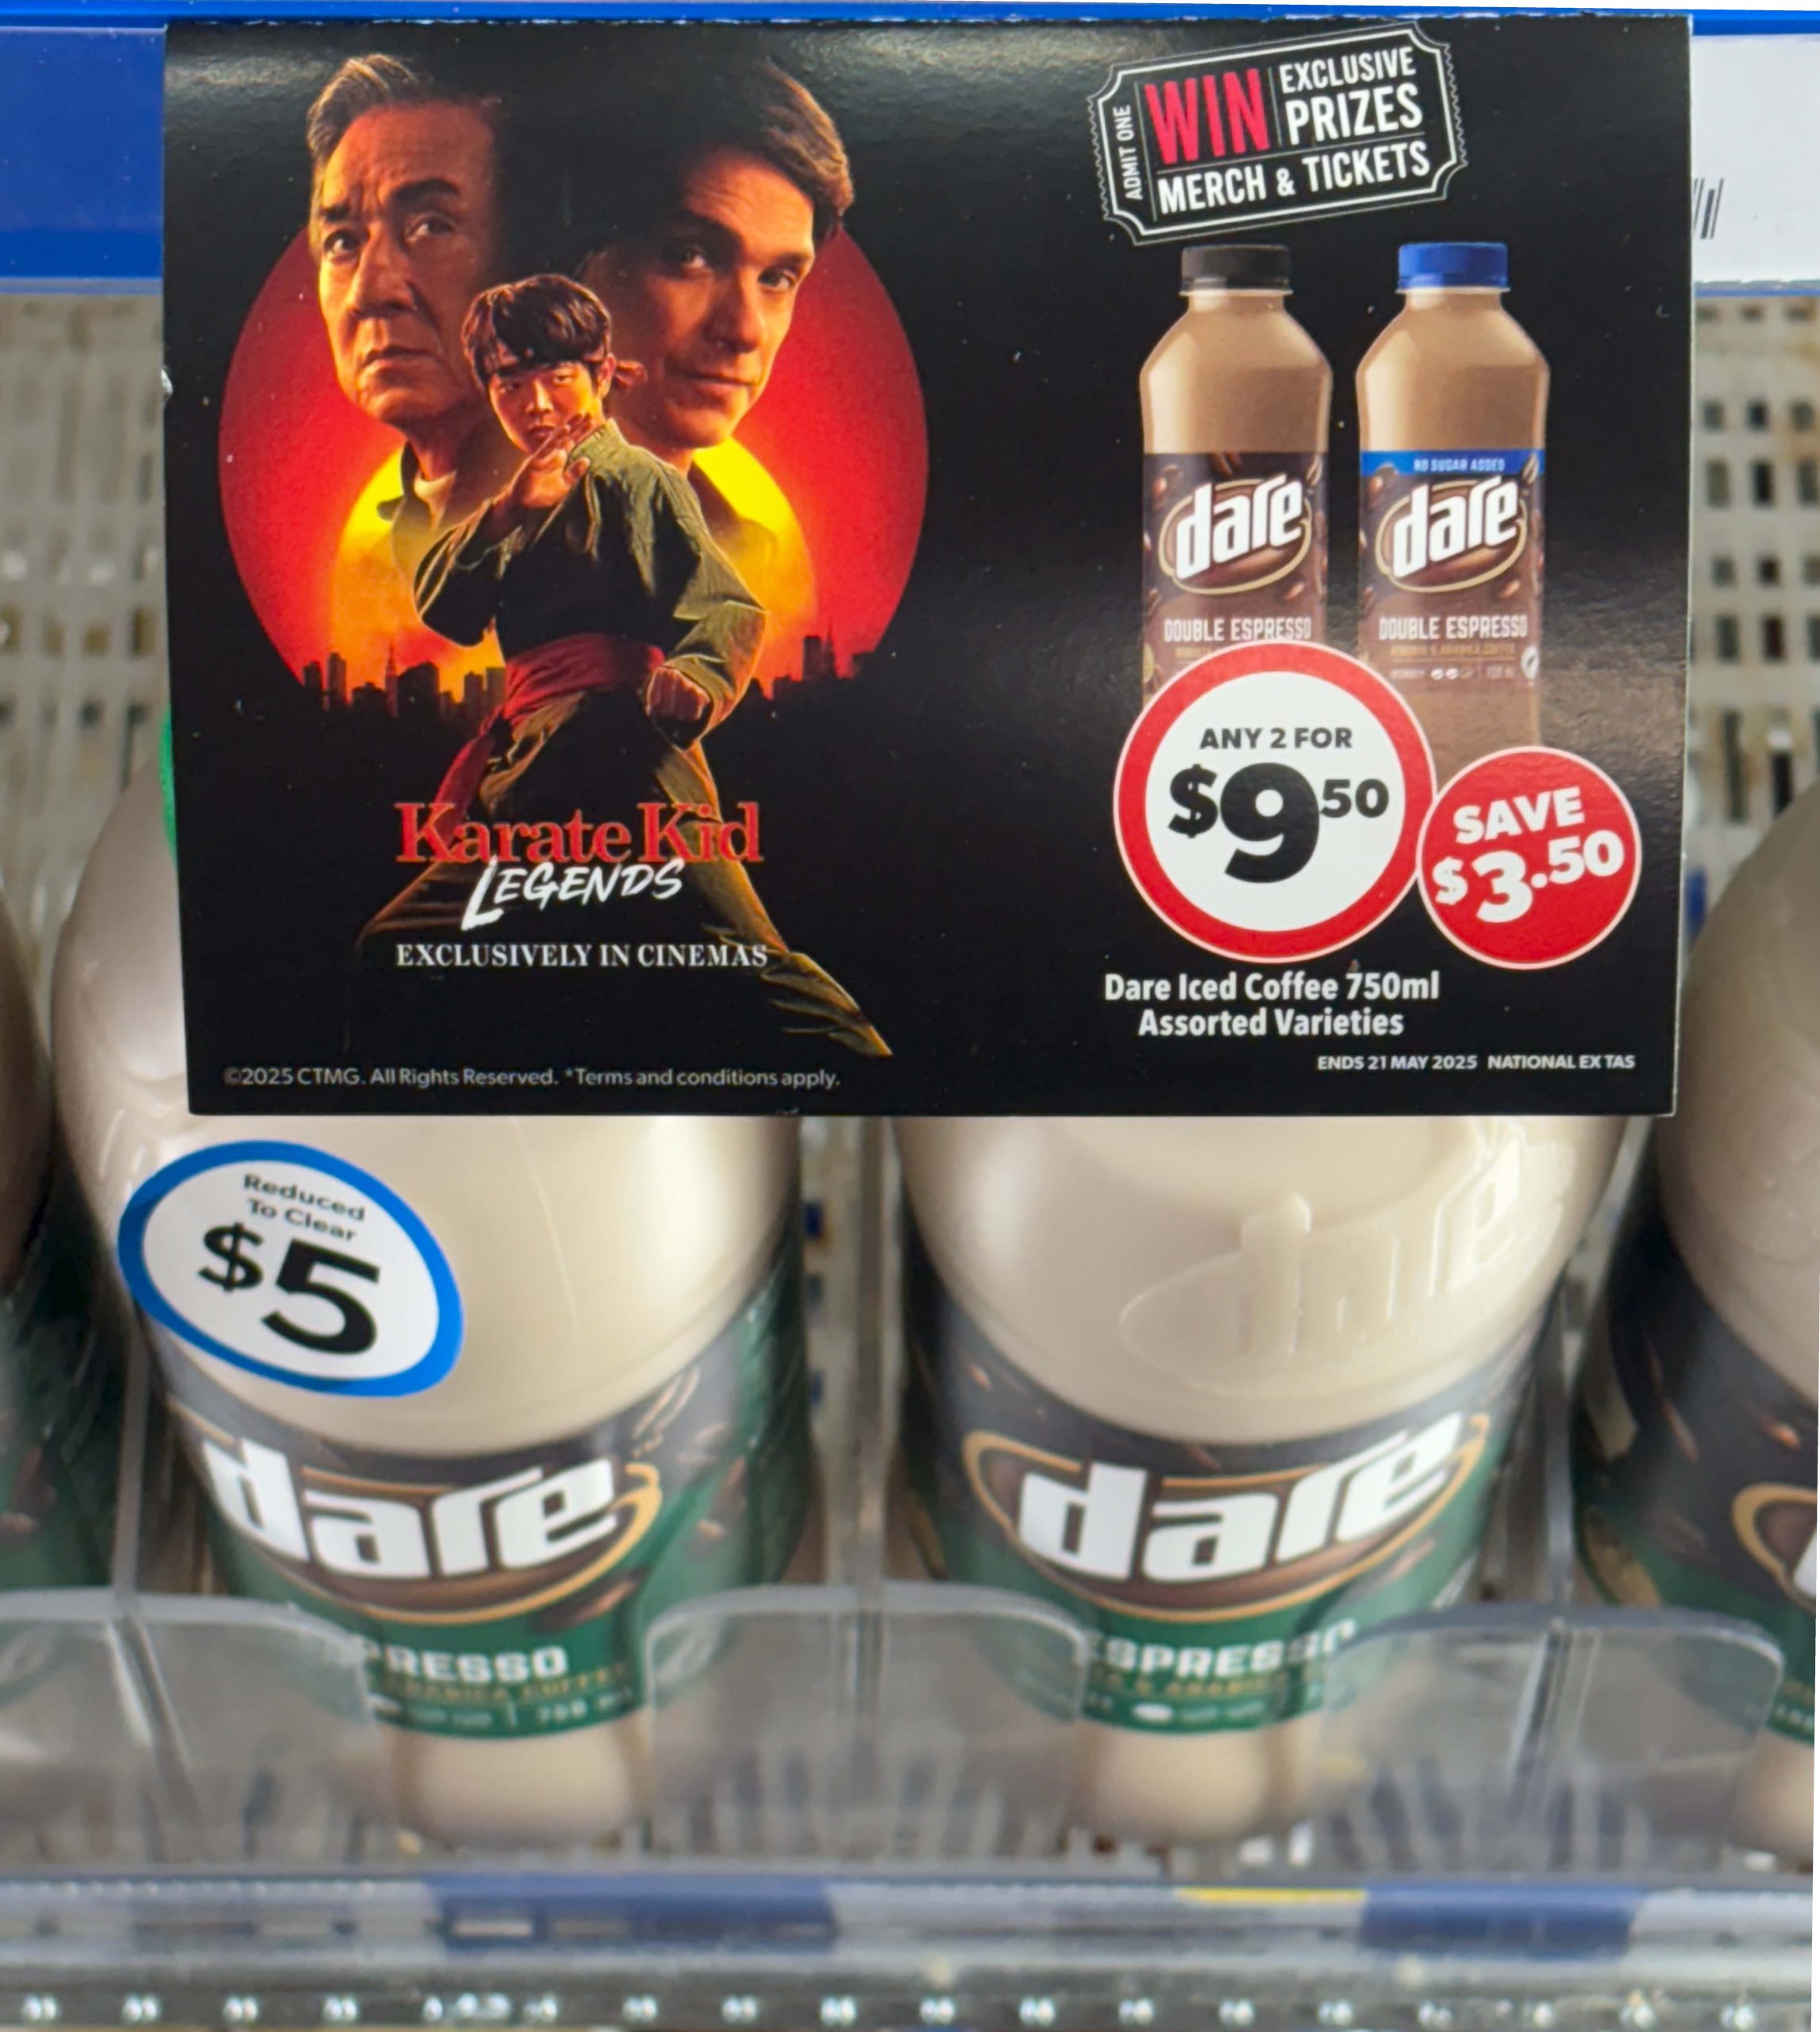 ADMIT ONE
WIN
EXCLUSIVE
PRIZES
MERCH & TICKETS
NO SUGAR ADDED
dare
dare
DOUBLE ESPRESSO
DOUBLE ESPRESSO
ANY 2 FOR
$9.50
SAVE
$3.50
Karate Kid
LEGENDS
EXCLUSIVELY IN CINEMAS
Dare Iced Coffee 750ml
Assorted Varieties
ENDS 21 MAY 2025 NATIONAL EX TAS
©2025 CTMG. All Rights Reserved. *Terms and conditions apply.
Reduced
To Clear
$5
dare
dare
dare
RESSO
ESPRESSO